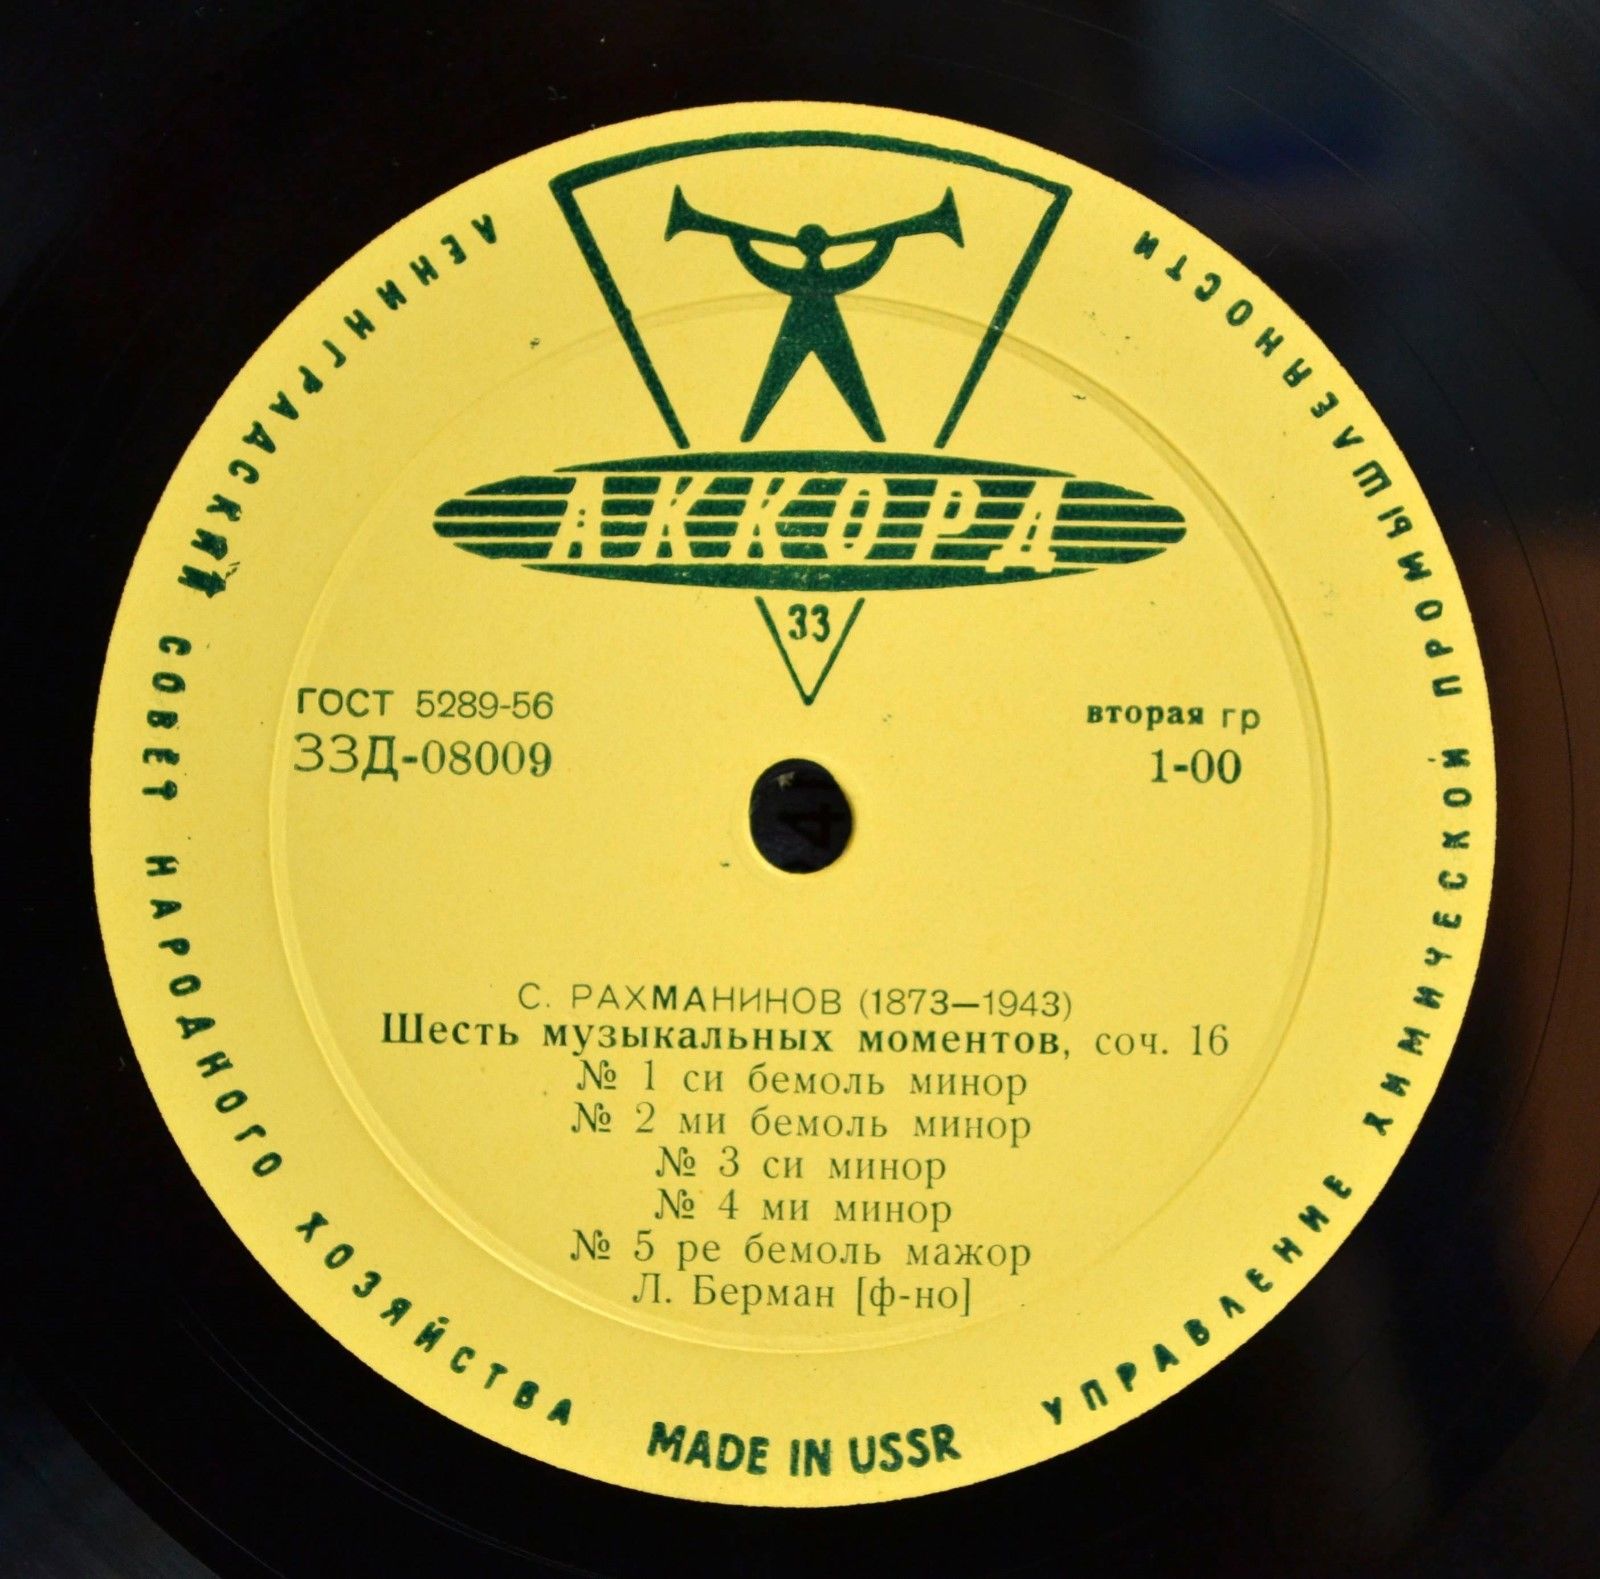 ЛЕНИНГРАДСКИЙ СОВЕТ НАРОДНОГО ХОЗЯЙСТВА
УПРАВЛЕНИЕ ХИМИЧЕСКОЙ ПРОМЫШЛЕННОСТИ
АККОРД
33
ГОСТ 5289-56
33Д-08009
вторая гр
1-00
С. РАХМАНИНОВ (1873—1943)
Шесть музыкальных моментов, соч. 16
№ 1 си бемоль минор
№ 2 ми бемоль минор
№ 3 си минор
№ 4 ми минор
№ 5 ре бемоль мажор
Л. Берман [ф-но]
MADE IN USSR